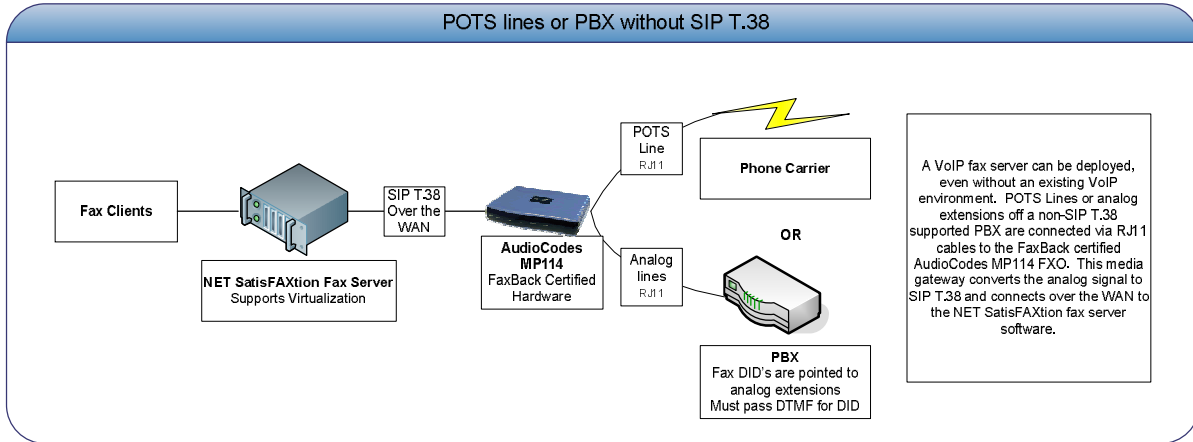 POTS lines or PBX without SIP T.38
Fax Clients
NET SatisFAXtion Fax Server
Supports Virtualization
SIP T.38
Over the
WAN
AudioCodes
MP114
FaxBack Certified
Hardware
POTS
Line
RJ11
Phone Carrier
OR
Analog
lines
RJ11
PBX
Fax DID's are pointed to
analog extensions
Must pass DTMF for DID
A VoIP fax server can be deployed,
even without an existing VoIP
environment. POTS Lines or analog
extensions off a non-SIP T.38
supported PBX are connected via RJ11
cables to the FaxBack certified
AudioCodes MP114 FXO. This media
gateway converts the analog signal to
SIP T.38 and connects over the WAN to
the NET SatisFAXtion fax server
software.